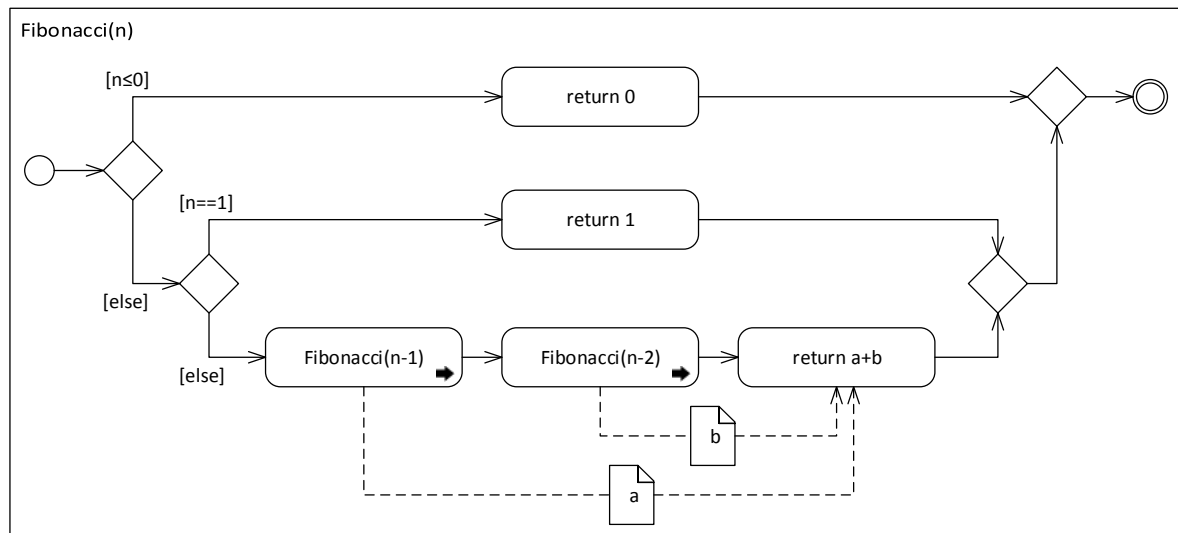 Fibonacci(n)
[n≤0]
return 0
[n==1]
return 1
[else]
Fibonacci(n-1)
Fibonacci(n-2)
return a+b
[else]
b
a